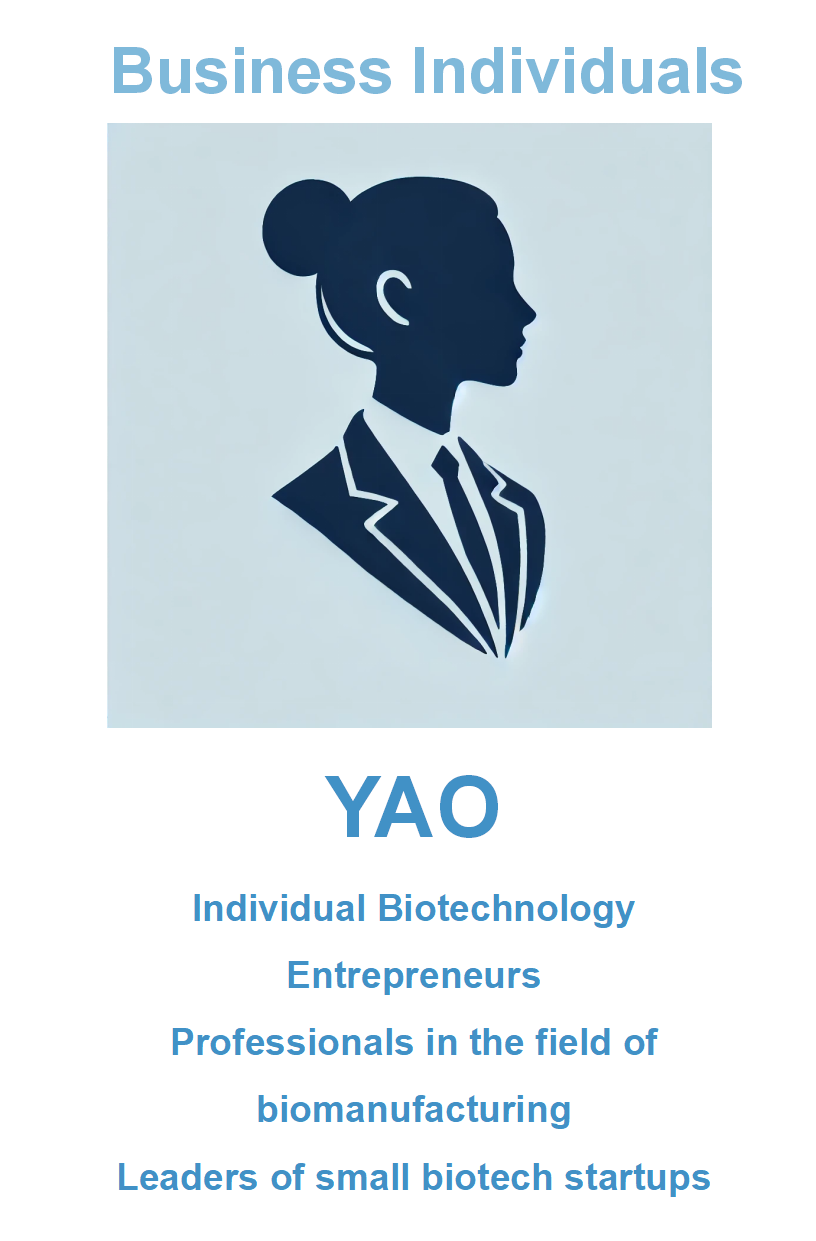 Business Individuals
YAO
Individual Biotechnology
Entrepreneurs
Professionals in the field of
biomanufacturing
Leaders of small biotech startups